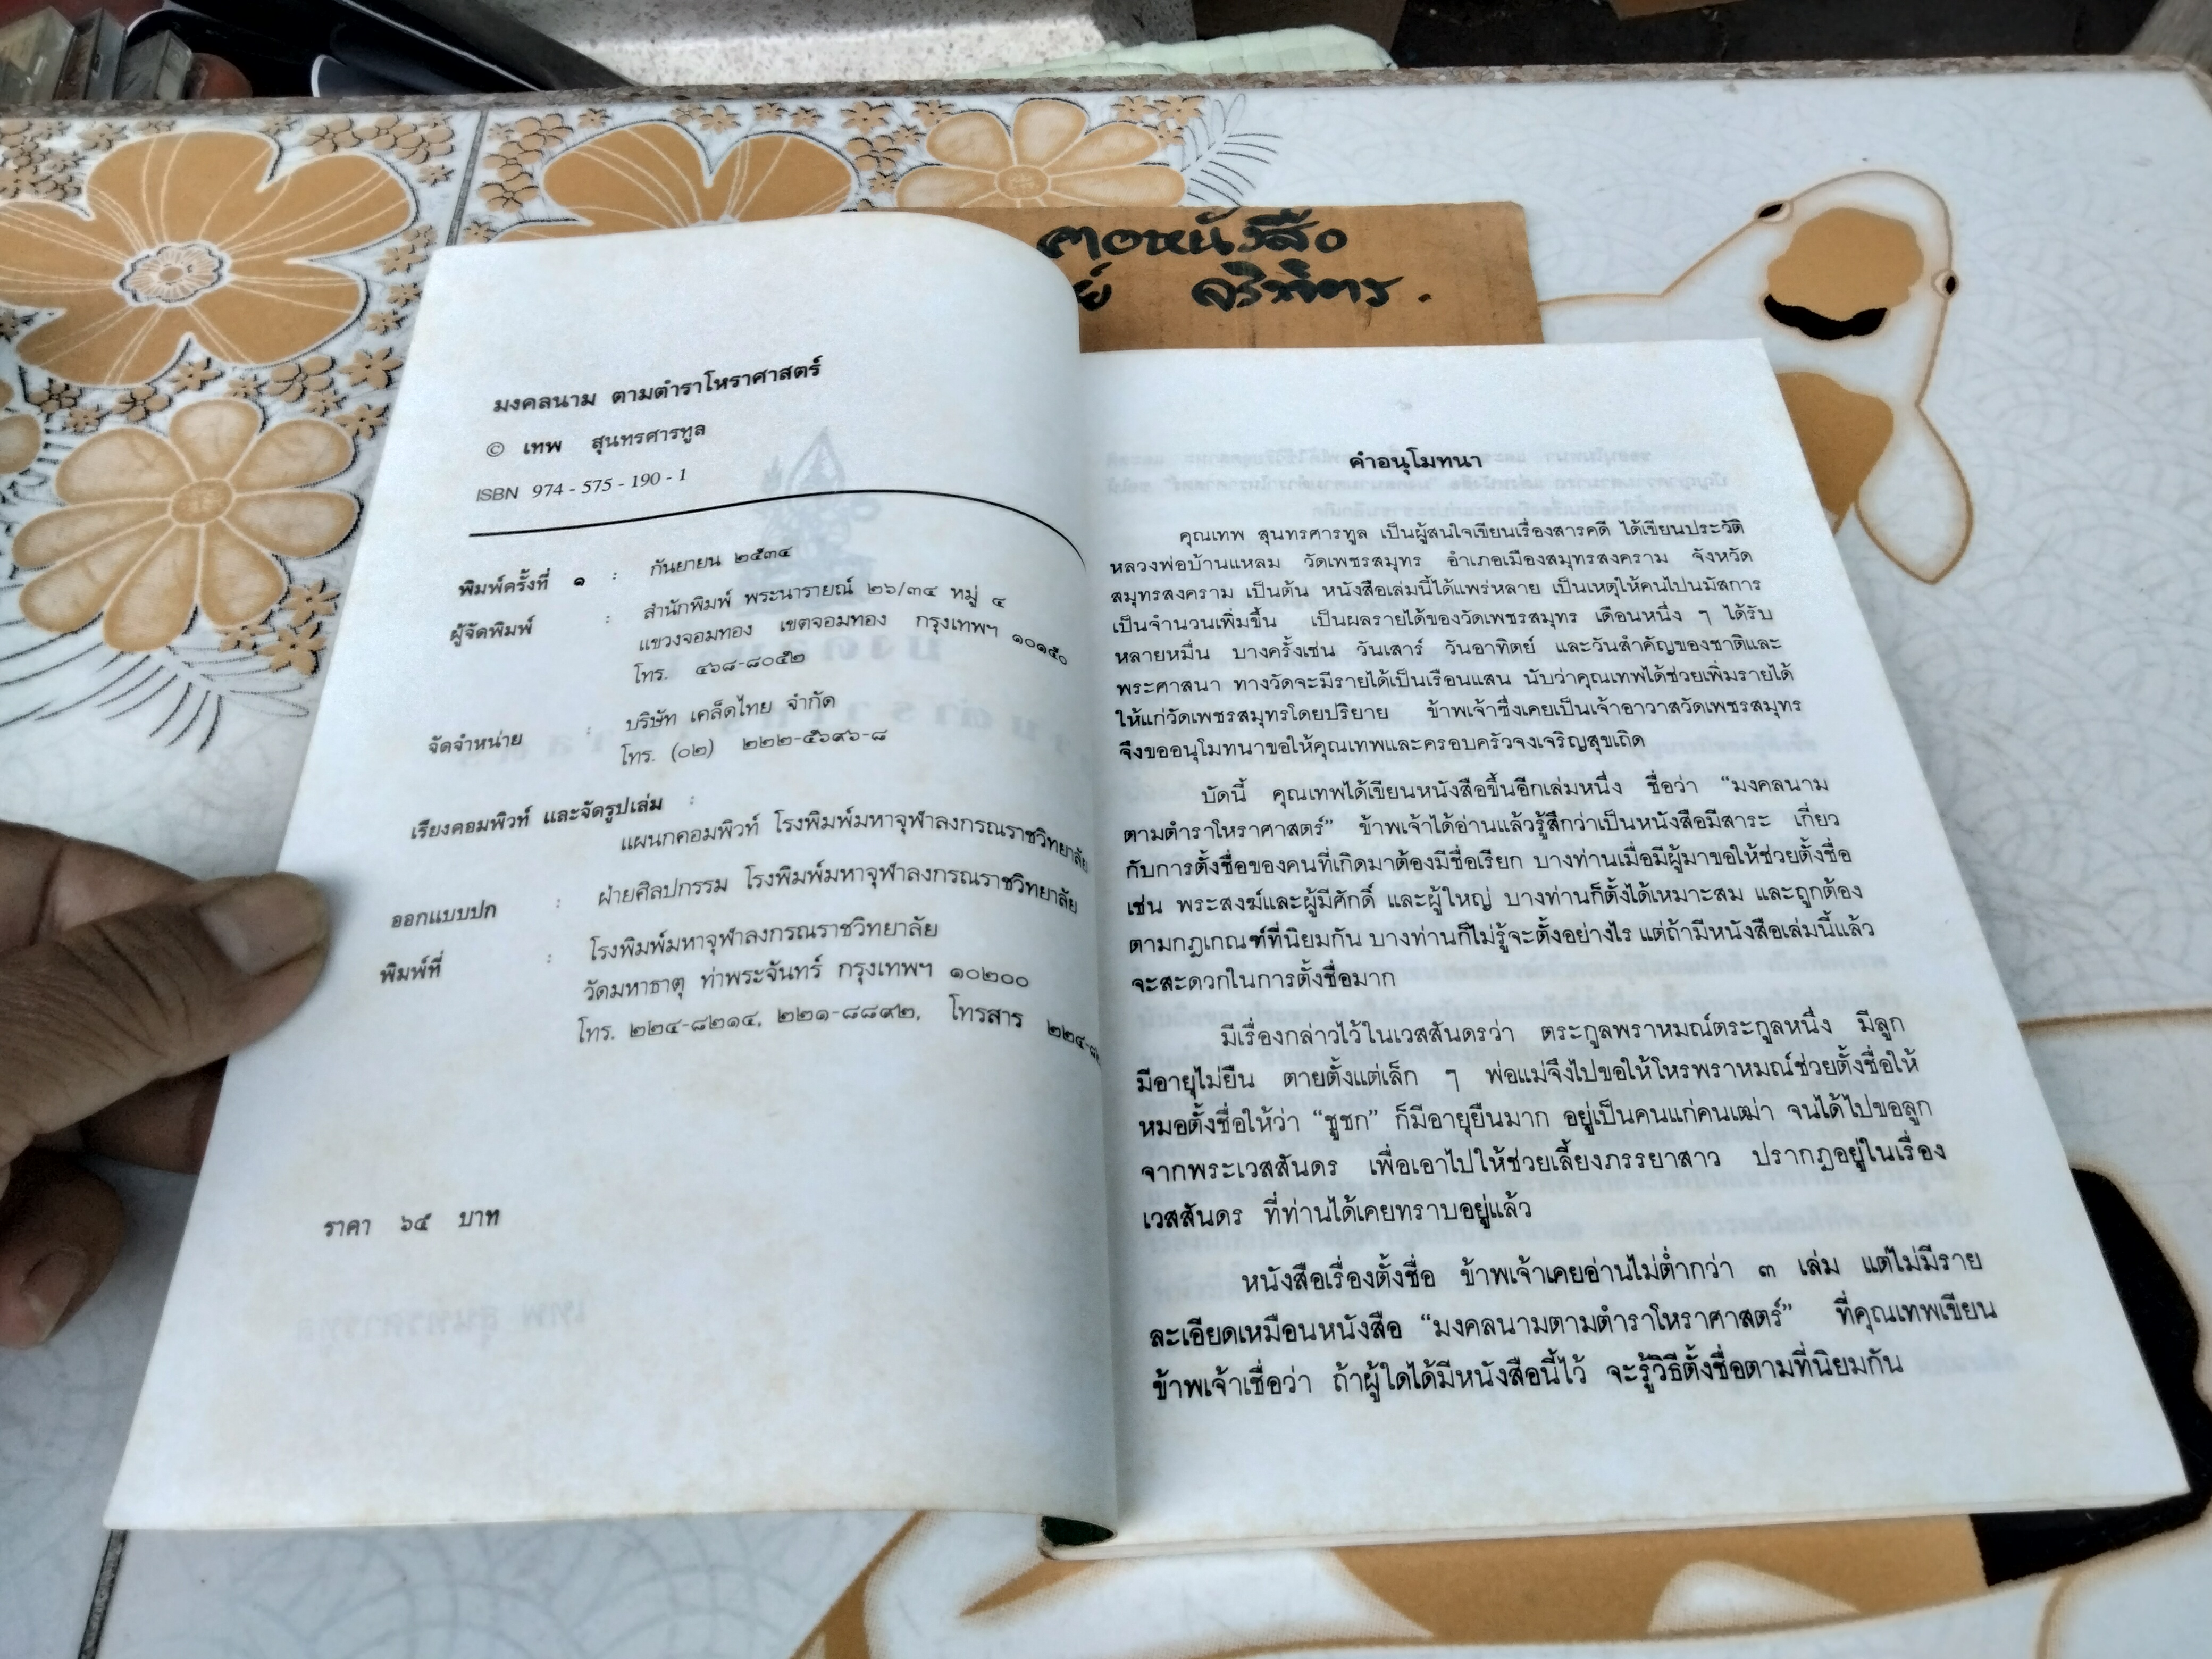 คอหนังสือ
ย์ จริจิตร.
มงคลนาม ตามตำราโหราศาสตร์
© เทพ สุนทรศารทูล
ISBN 974 - 575 - 190 - 1
พิมพ์ครั้งที่ ๑ : กันยายน ๒๕๓๔
ผู้จัดพิมพ์ : สำนักพิมพ์ พระนารายณ์ ๒๖/๓๔ หมู่ ๔
แขวงจอมทอง เขตจอมทอง กรุงเทพฯ ๑๐๑๕๐
โทร. ๔๖๘-๘๐๕๒
จัดจำหน่าย : บริษัท เคล็ดไทย จำกัด
โทร. (๐๒) ๒๒๒-๕๖๙๖-๘
เรียงคอมพิวท์ และจัดรูปเล่ม :
แผนกคอมพิวท์ โรงพิมพ์มหาจุฬาลงกรณราชวิทยาลัย
ออกแบบปก : ฝ่ายศิลปกรรม โรงพิมพ์มหาจุฬาลงกรณราชวิทยาลัย
พิมพ์ที่ : โรงพิมพ์มหาจุฬาลงกรณราชวิทยาลัย
วัดมหาธาตุ ท่าพระจันทร์ กรุงเทพฯ ๑๐๒๐๐
โทร. ๒๒๔-๘๒๑๔, ๒๒๑-๘๘๙๒, โทรสาร ๒๒๔-๘
ราคา ๖๕ บาท
คำอนุโมทนา
คุณเทพ สุนทรศารทูล เป็นผู้สนใจเขียนเรื่องสารคดี ได้เขียนประวัติ
หลวงพ่อบ้านแหลม วัดเพชรสมุทร อำเภอเมืองสมุทรสงคราม จังหวัด
สมุทรสงคราม เป็นต้น หนังสือเล่มนี้ได้แพร่หลาย เป็นเหตุให้คนไปนมัสการ
เป็นจำนวนเพิ่มขึ้น เป็นผลรายได้ของวัดเพชรสมุทร เดือนหนึ่ง ๆ ได้รับ
หลายหมื่น บางครั้งเช่น วันเสาร์ วันอาทิตย์ และวันสำคัญของชาติและ
พระศาสนา ทางวัดจะมีรายได้เป็นเรือนแสน นับว่าคุณเทพได้ช่วยเพิ่มรายได้
ให้แก่วัดเพชรสมุทรโดยปริยาย ข้าพเจ้าซึ่งเคยเป็นเจ้าอาวาสวัดเพชรสมุทร
จึงขออนุโมทนาขอให้คุณเทพและครอบครัวจงเจริญสุขเถิด
บัดนี้ คุณเทพได้เขียนหนังสือขึ้นอีกเล่มหนึ่ง ชื่อว่า “มงคลนาม
ตามตำราโหราศาสตร์” ข้าพเจ้าได้อ่านแล้วรู้สึกว่าเป็นหนังสือมีสาระ เกี่ยว
กับการตั้งชื่อของคนที่เกิดมาต้องมีชื่อเรียก บางท่านเมื่อมีผู้มาขอให้ช่วยตั้งชื่อ
เช่น พระสงฆ์และผู้มีศักดิ์ และผู้ใหญ่ บางท่านก็ตั้งได้เหมาะสม และถูกต้อง
ตามกฎเกณฑ์ที่นิยมกัน บางท่านก็ไม่รู้จะตั้งอย่างไร แต่ถ้ามีหนังสือเล่มนี้แล้ว
จะสะดวกในการตั้งชื่อมาก
มีเรื่องกล่าวไว้ในเวสสันดรว่า ตระกูลพราหมณ์ตระกูลหนึ่ง มีลูก
มีอายุไม่ยืน ตายตั้งแต่เล็ก ๆ พ่อแม่จึงไปขอให้โหรพราหมณ์ช่วยตั้งชื่อให้
หมอตั้งชื่อให้ว่า “ชูชก” ก็มีอายุยืนมาก อยู่เป็นคนแก่คนเฒ่า จนได้ไปขอลูก
จากพระเวสสันดร เพื่อเอาไปให้ช่วยเลี้ยงภรรยาสาว ปรากฏอยู่ในเรื่อง
เวสสันดร ที่ท่านได้เคยทราบอยู่แล้ว
หนังสือเรื่องตั้งชื่อ ข้าพเจ้าเคยอ่านไม่ต่ำกว่า ๓ เล่ม แต่ไม่มีราย
ละเอียดเหมือนหนังสือ “มงคลนามตามตำราโหราศาสตร์” ที่คุณเทพเขียน
ข้าพเจ้าเชื่อว่า ถ้าผู้ใดได้มีหนังสือนี้ไว้ จะรู้วิธีตั้งชื่อตามที่นิยมกัน